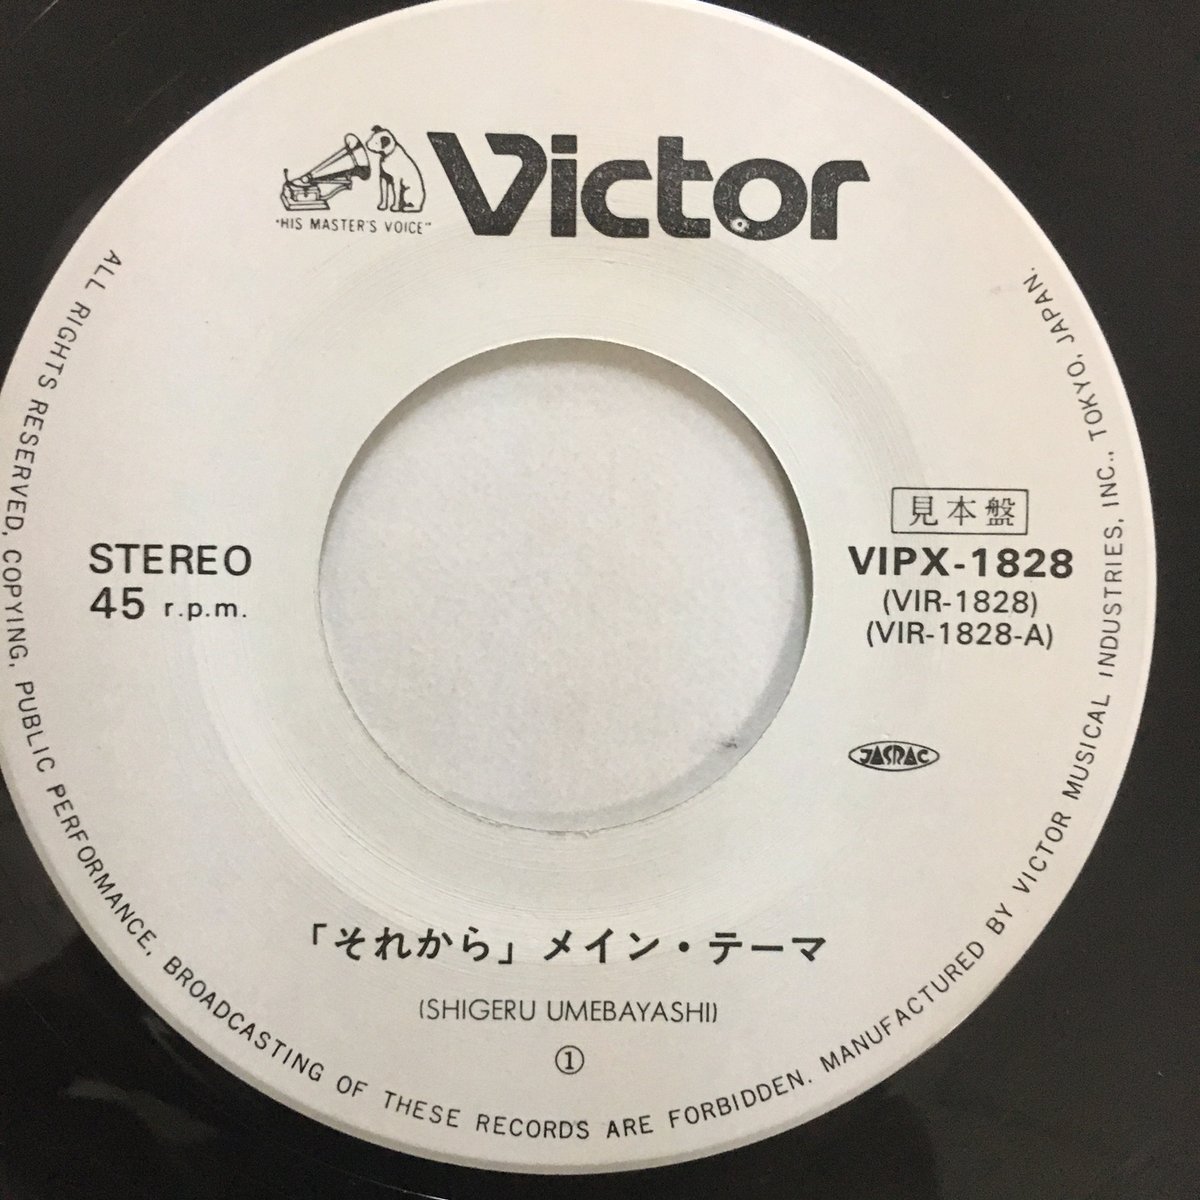 Victor
"HIS MASTER'S VOICE"
STEREO
45 r.p.m.
見本盤
VIPX-1828
(VIR-1828)
(VIR-1828-A)
JASRAC
「それから」メイン・テーマ
(SHIGERU UMEBAYASHI)
①
ALL RIGHTS RESERVED, COPYING, PUBLIC PERFORMANCE, BROADCASTING OF THESE RECORDS ARE FORBIDDEN. MANUFACTURED BY VICTOR MUSICAL INDUSTRIES, INC., TOKYO, JAPAN.